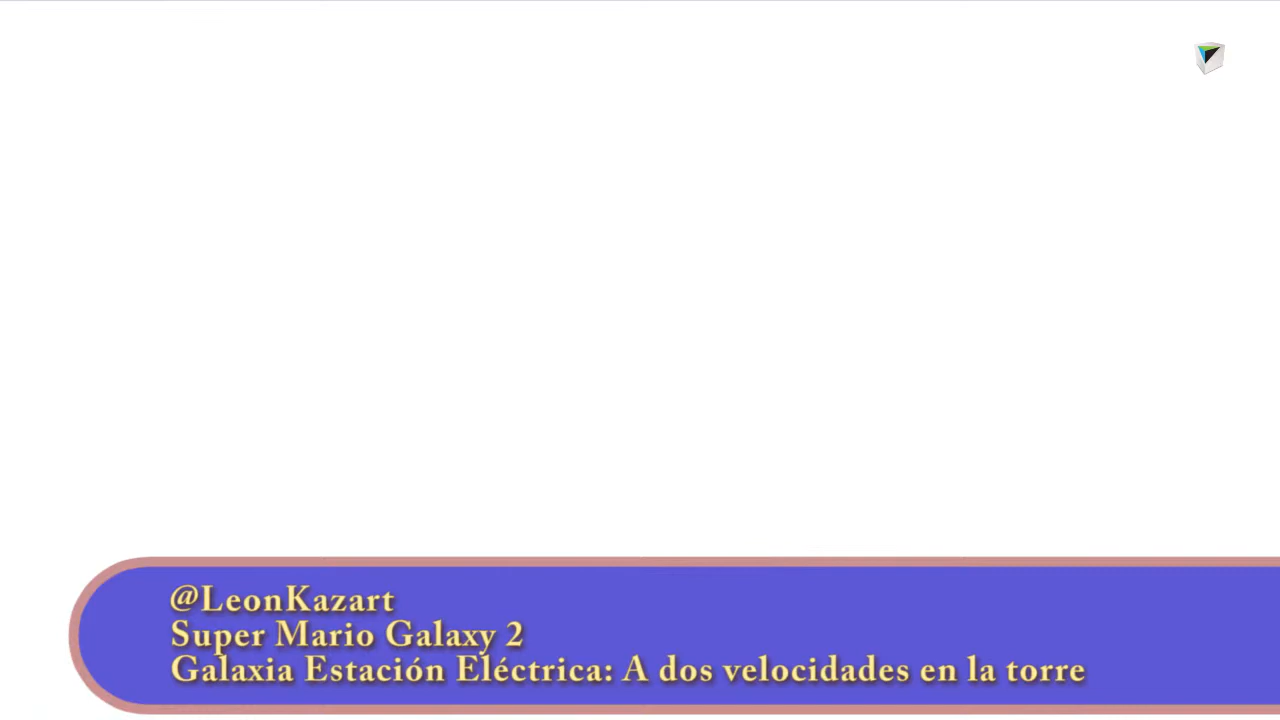 @LeonKazart
Super Mario Galaxy 2
Galaxia Estación Eléctrica: A dos velocidades en la torre